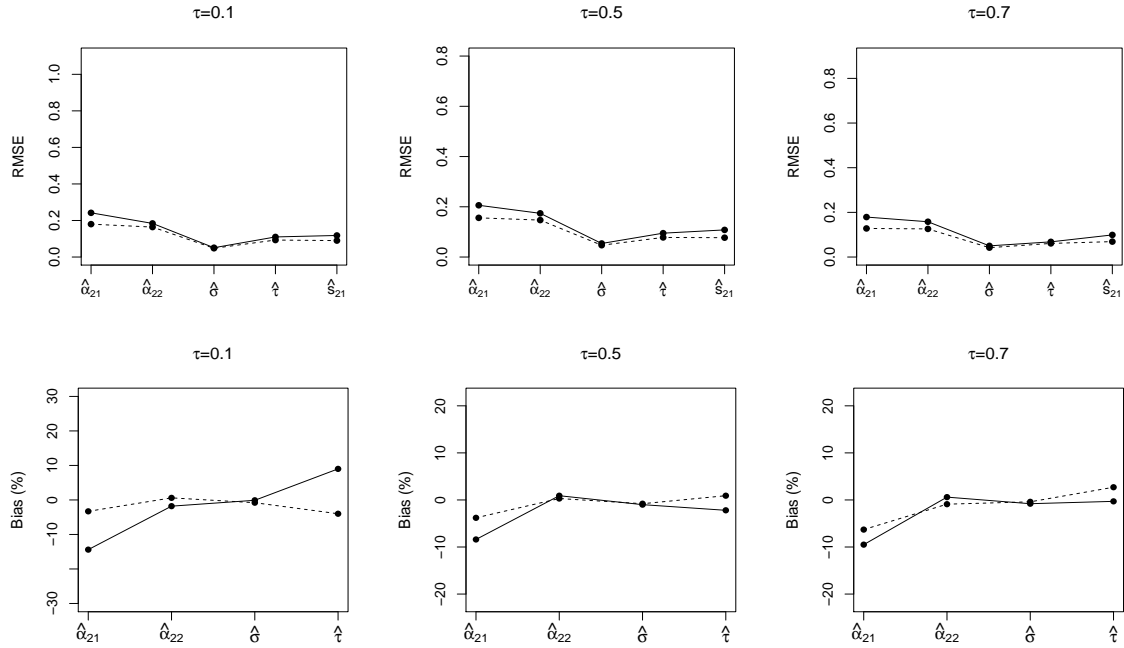 τ=0.1
τ=0.5
τ=0.7
RMSE
0.0 0.2 0.4 0.6 0.8 1.0
α̂21 α̂22 σ̂ τ̂ ŝ21
RMSE
0.0 0.2 0.4 0.6 0.8
α̂21 α̂22 σ̂ τ̂ ŝ21
RMSE
0.0 0.2 0.4 0.6 0.8
α̂21 α̂22 σ̂ τ̂ ŝ21
τ=0.1
τ=0.5
τ=0.7
Bias (%)
−30 −10 0 10 20 30
α̂21 α̂22 σ̂ τ̂
Bias (%)
−20 −10 0 10 20
α̂21 α̂22 σ̂ τ̂
Bias (%)
−20 −10 0 10 20
α̂21 α̂22 σ̂ τ̂